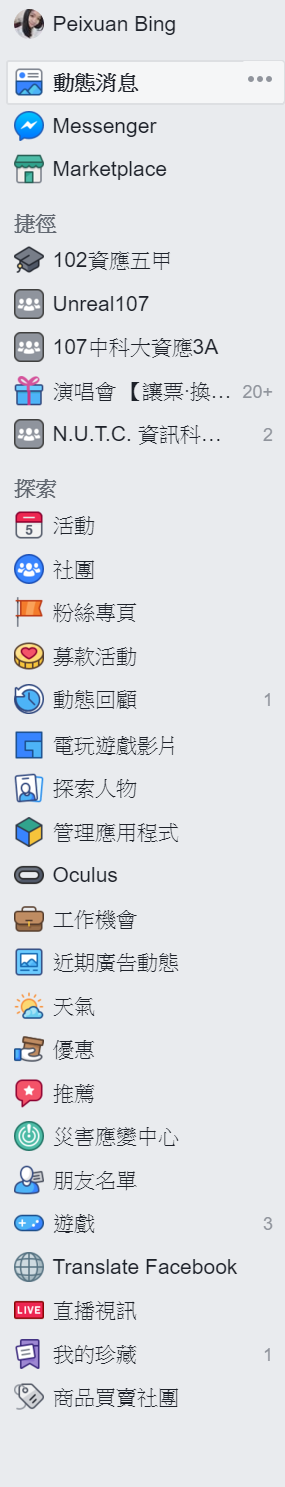 Peixuan Bing
動態消息
Messenger
Marketplace
捷徑
102資應五甲
Unreal107
107中科大資應3A
演唱會 【讓票·換… 20+
N.U.T.C. 資訊科… 2
探索
5 活動
社團
粉絲專頁
募款活動
動態回顧 1
電玩遊戲影片
探索人物
管理應用程式
Oculus
工作機會
近期廣告動態
天氣
優惠
推薦
災害應變中心
朋友名單
遊戲 3
Translate Facebook
LIVE 直播視訊
我的珍藏 1
商品買賣社團